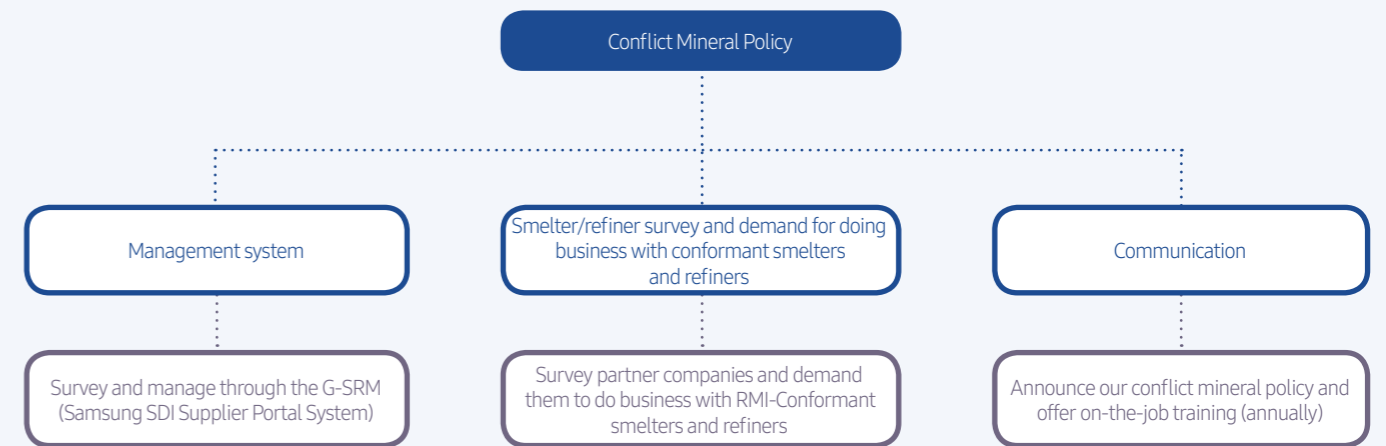 Conflict Mineral Policy
Management system
Smelter/refiner survey and demand for doing
business with conformant smelters
and refiners
Communication
Survey and manage through the G-SRM
(Samsung SDI Supplier Portal System)
Survey partner companies and demand
them to do business with RMI-Conformant
smelters and refiners
Announce our conflict mineral policy and
offer on-the-job training (annually)